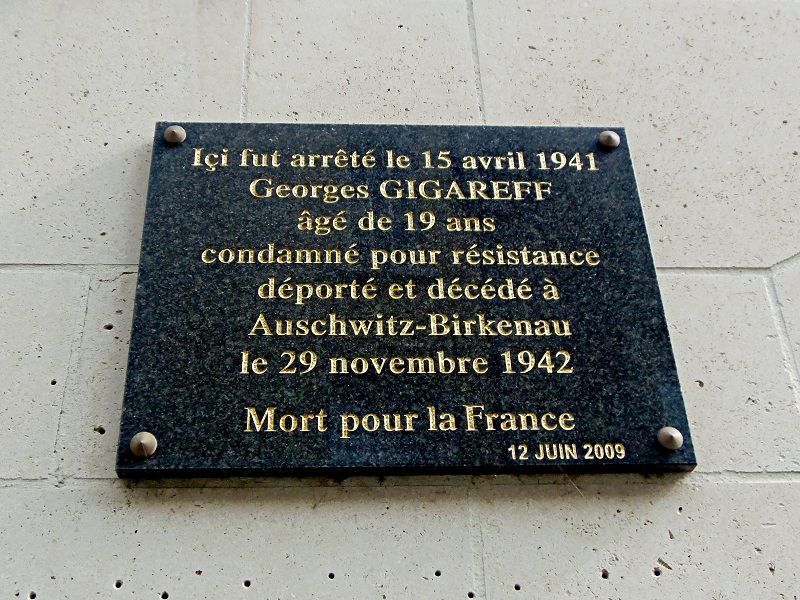 Içi fut arrêté le 15 avril 1941
Georges GIGAREFF
âgé de 19 ans
condamné pour résistance
déporté et décédé à
Auschwitz-Birkenau
le 29 novembre 1942
Mort pour la France
12 JUIN 2009